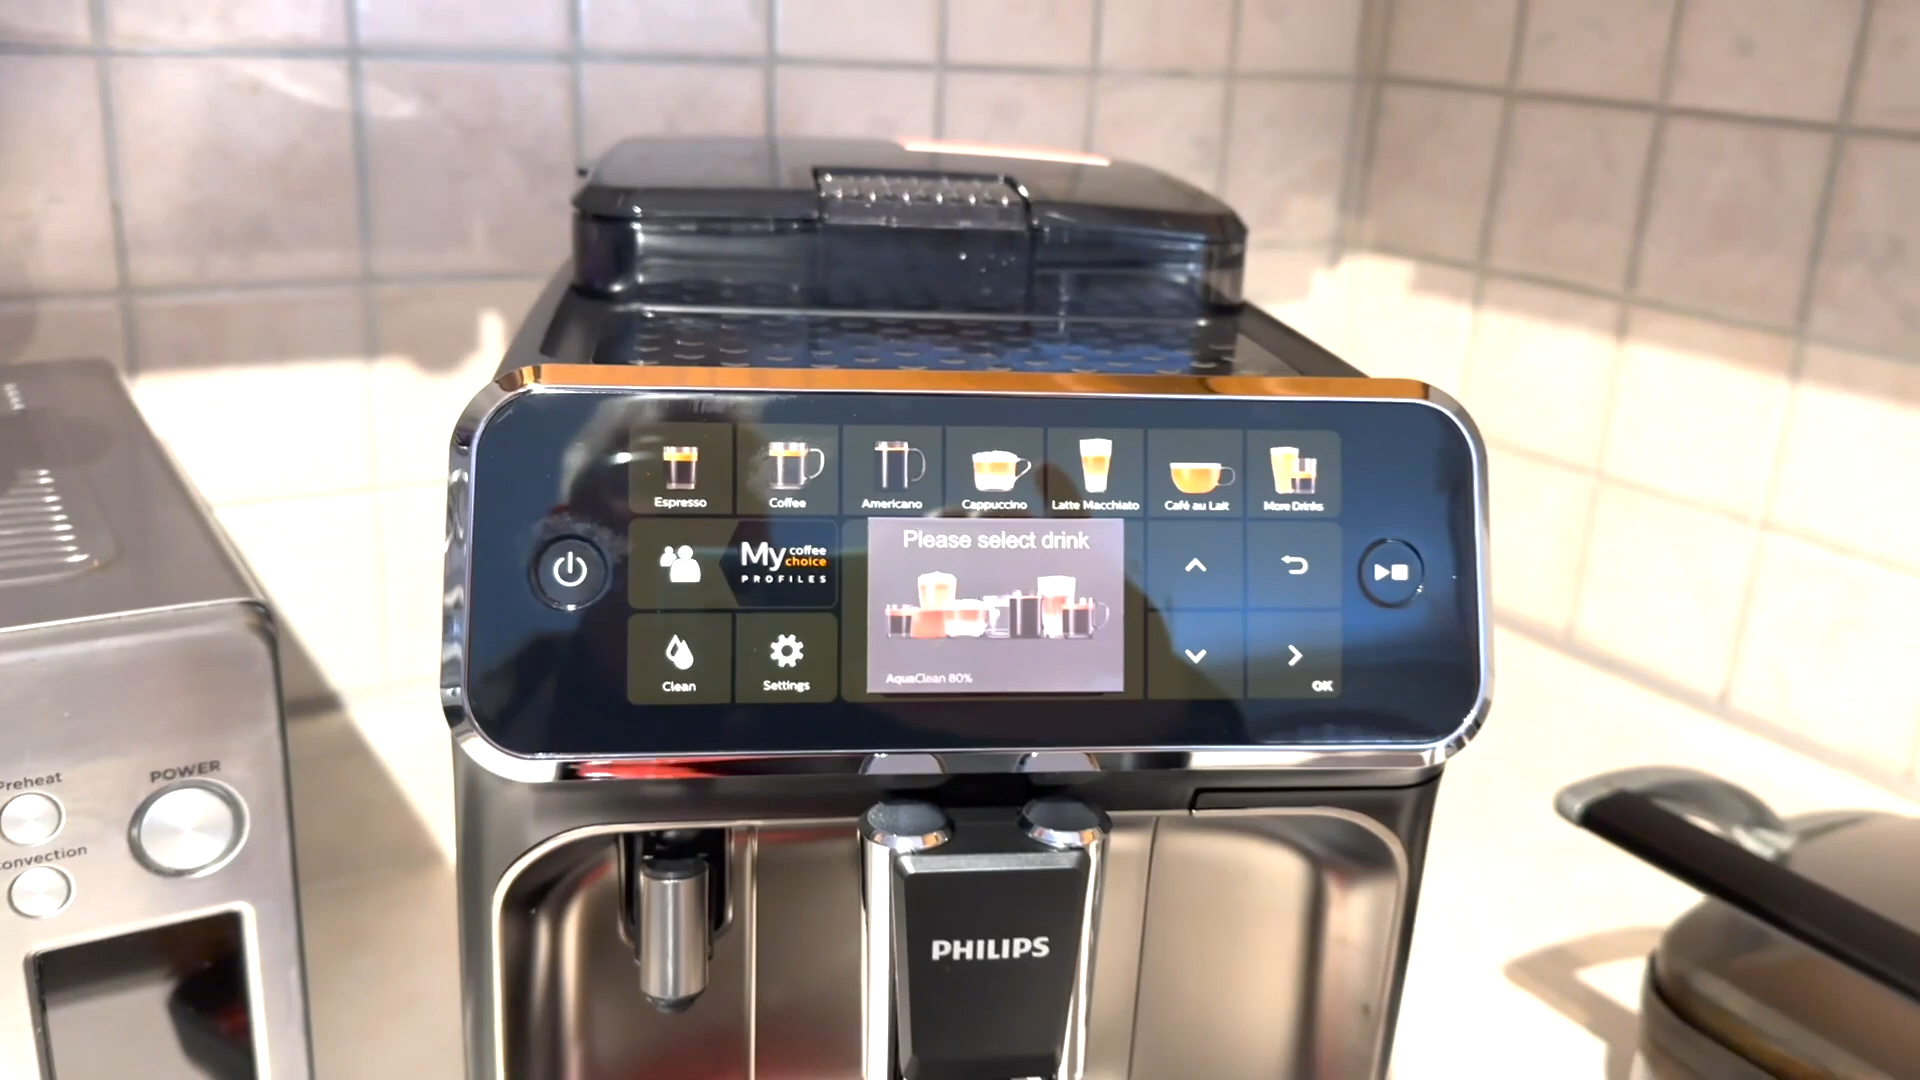 Espresso
Coffee
Americano
Cappuccino
Latte Macchiato
Café au Lait
More Drinks
My coffee choice
PROFILES
Please select drink
AquaClean 80%
Clean
Settings
OK
PHILIPS
Preheat
POWER
onvection